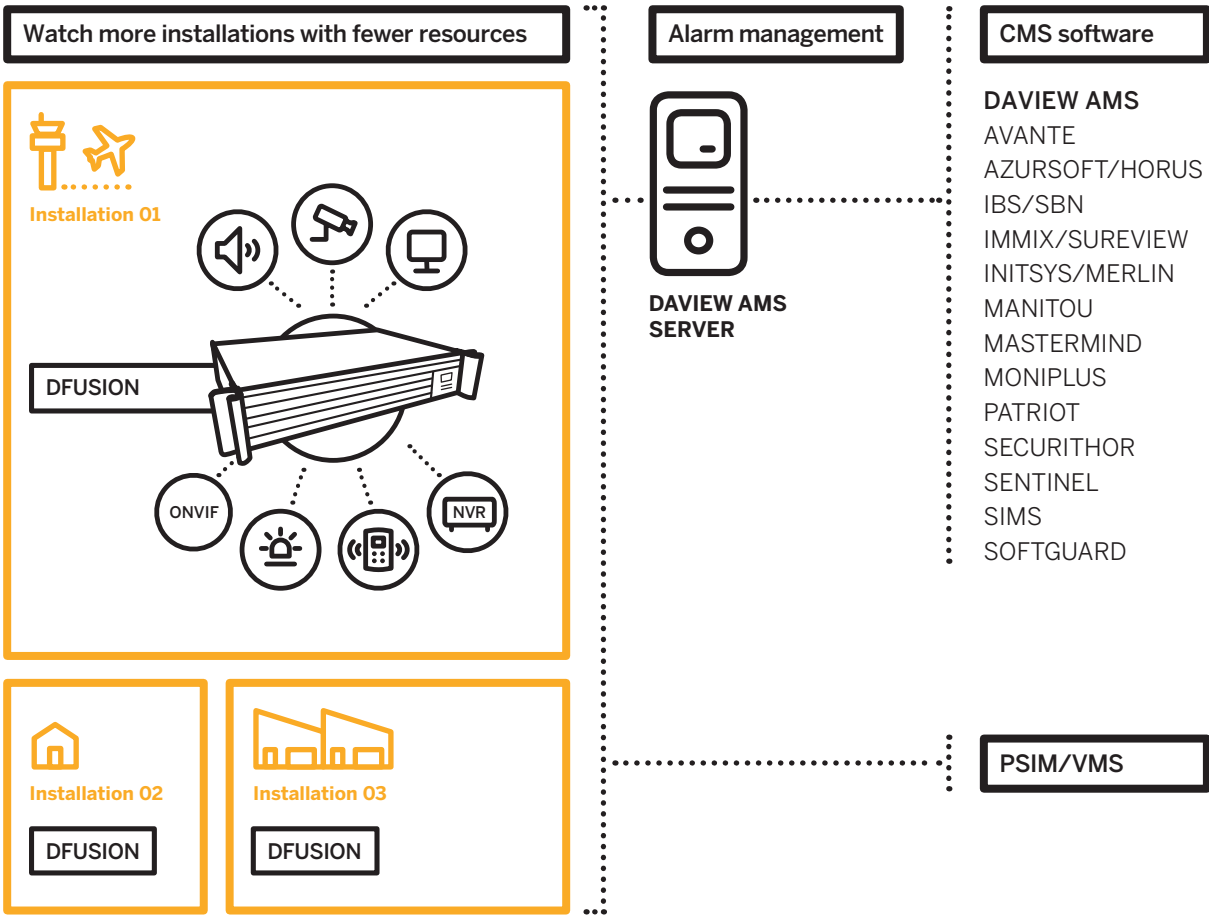 Watch more installations with fewer resources
Installation 01
DFUSION
ONVIF
NVR
Installation 02
DFUSION
Installation 03
DFUSION
Alarm management
DAVIEW AMS
SERVER
CMS software
DAVIEW AMS
AVANTE
AZURSOFT/HORUS
IBS/SBN
IMMIX/SUREVIEW
INITSYS/MERLIN
MANITOU
MASTERMIND
MONIPLUS
PATRIOT
SECURITHOR
SENTINEL
SIMS
SOFTGUARD
PSIM/VMS